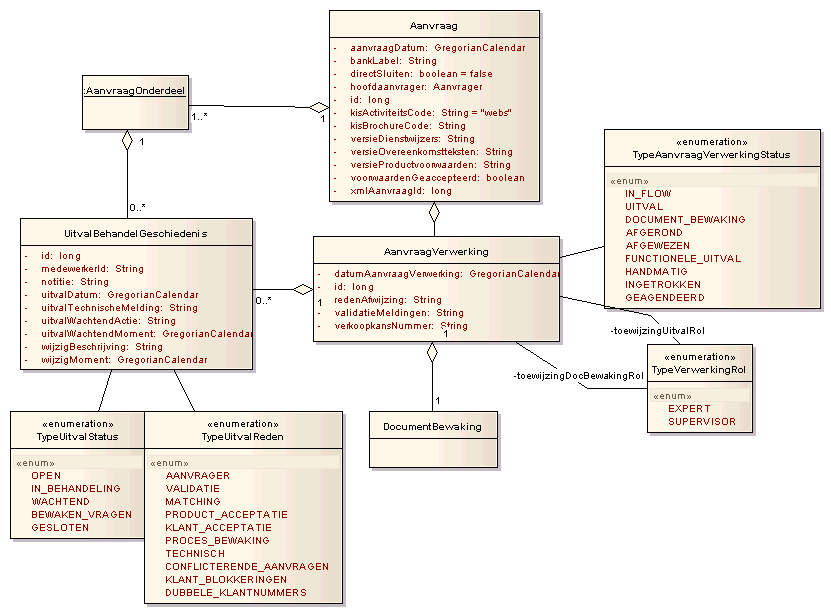 Aanvraag
- aanvraagDatum: GregorianCalendar
- bankLabel: String
- directSluiten: boolean = false
- hoofdaanvrager: Aanvrager
- id: long
- kisActiviteitsCode: String = "webs"
- kisBrochureCode: String
- versieDienstwijzers: String
- versieOvereenkomstteksten: String
- versieProductvoorwaarden: String
- voorwaardenGeaccepteerd: boolean
- xmlAanvraagId: long
:AanvraagOnderdeel
1..*
1
1
0..*
UitvalBehandelGeschiedenis
- id: long
- medewerkerId: String
- notitie: String
- uitvalDatum: GregorianCalendar
- uitvalTechnischeMelding: String
- uitvalWachtendActie: String
- uitvalWachtendMoment: GregorianCalendar
- wijzigBeschrijving: String
- wijzigMoment: GregorianCalendar
0..*
1
AanvraagVerwerking
- datumAanvraagVerwerking: GregorianCalendar
- id: long
- redenAfwijzing: String
- validatieMeldingen: String
- verkoopkansNummer: String
1
1
DocumentBewaking
«enumeration»
TypeAanvraagVerwerkingStatus
«enum»
IN_FLOW
UITVAL
DOCUMENT_BEWAKING
AFGEROND
AFGEWEZEN
FUNCTIONELE_UITVAL
HANDMATIG
INGETROKKEN
GEAGENDEERD
-toewijzingUitvalRol
-toewijzingDocBewakingRol
«enumeration»
TypeVerwerkingRol
«enum»
EXPERT
SUPERVISOR
«enumeration»
TypeUitvalStatus
«enum»
OPEN
IN_BEHANDELING
WACHTEND
BEWAKEN_VRAGEN
GESLOTEN
«enumeration»
TypeUitvalReden
«enum»
AANVRAGER
VALIDATIE
MATCHING
PRODUCT_ACCEPTATIE
KLANT_ACCEPTATIE
PROCES_BEWAKING
TECHNISCH
CONFLICTERENDE_AANVRAGEN
KLANT_BLOKKERINGEN
DUBBELE_KLANTNUMMERS